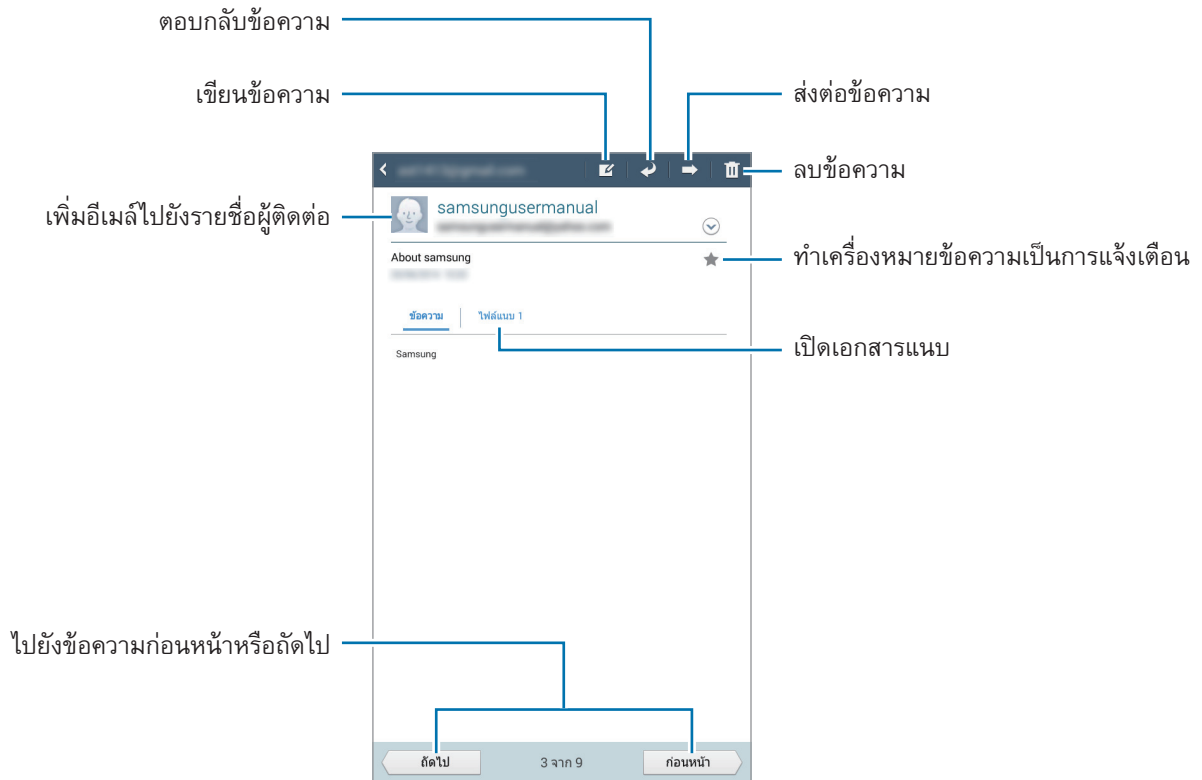 ตอบกลับข้อความ
เขียนข้อความ
ส่งต่อข้อความ
ลบข้อความ
เพิ่มอีเมล์ไปยังรายชื่อผู้ติดต่อ
samsungusermanual
ทำเครื่องหมายข้อความเป็นการแจ้งเตือน
About samsung
ข้อความ ไฟล์แนบ 1
เปิดเอกสารแนบ
Samsung
ไปยังข้อความก่อนหน้าหรือถัดไป
ถัดไป 3 จาก 9 ก่อนหน้า